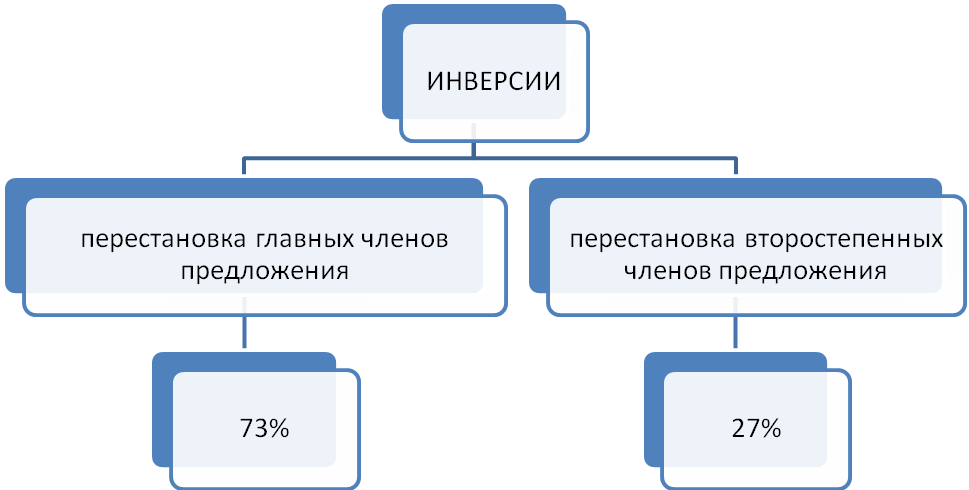 ИНВЕРСИИ
перестановка главных членов
предложения
перестановка второстепенных
членов предложения
73%
27%